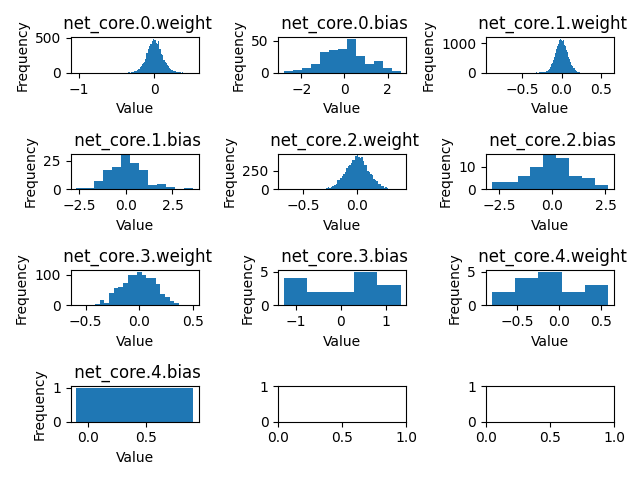 net_core.0.weight
net_core.0.bias
net_core.1.weight
Frequency
500
0
−1
0
Value
Frequency
50
0
−2
0
2
Value
Frequency
1000
0
−0.5
0.0
0.5
Value
net_core.1.bias
net_core.2.weight
net_core.2.bias
Frequency
25
0
−2.5
0.0
2.5
Value
Frequency
250
0
−0.5
0.0
Value
Frequency
10
0
−2.5
0.0
2.5
Value
net_core.3.weight
net_core.3.bias
net_core.4.weight
Frequency
100
0
−0.5
0.0
0.5
Value
Frequency
5
0
−1
0
1
Value
Frequency
5
0
−0.5
0.0
0.5
Value
net_core.4.bias
Frequency
1
0
0.0
0.5
Value
1
0
0.0
0.5
1.0
1
0
0.0
0.5
1.0